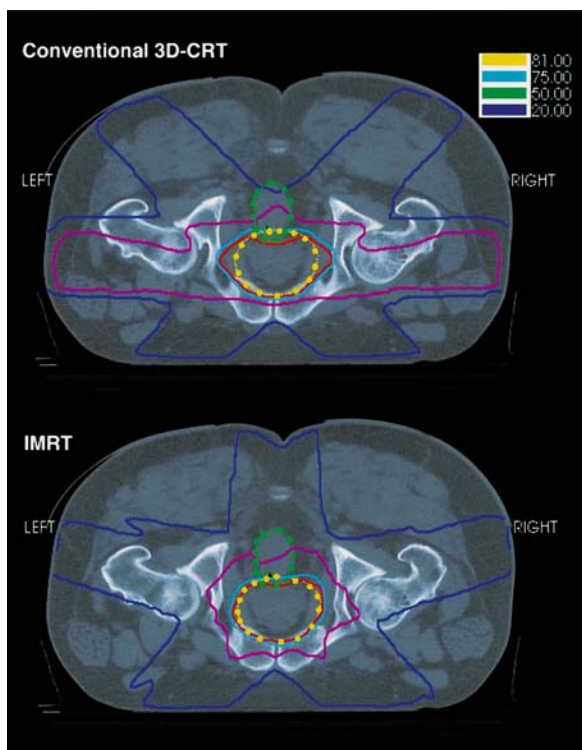 Conventional 3D-CRT
81.00
75.00
50.00
20.00
LEFT
RIGHT
IMRT
LEFT
RIGHT